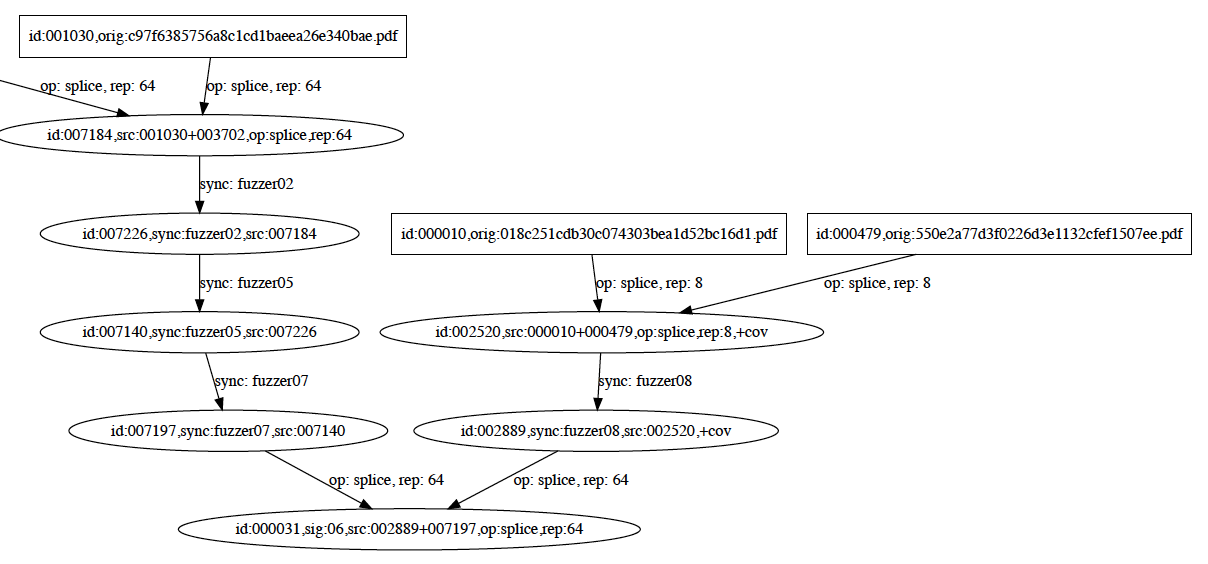 id:001030,orig:c97f6385756a8c1cd1baeea26e340bae.pdf
op: splice, rep: 64
op: splice, rep: 64
id:007184,src:001030+003702,op:splice,rep:64
sync: fuzzer02
id:007226,sync:fuzzer02,src:007184
id:000010,orig:018c251cdb30c074303bea1d52bc16d1.pdf
id:000479,orig:550e2a77d3f0226d3e1132cfef1507ee.pdf
sync: fuzzer05
op: splice, rep: 8
op: splice, rep: 8
id:007140,sync:fuzzer05,src:007226
id:002520,src:000010+000479,op:splice,rep:8,+cov
sync: fuzzer07
sync: fuzzer08
id:007197,sync:fuzzer07,src:007140
id:002889,sync:fuzzer08,src:002520,+cov
op: splice, rep: 64
op: splice, rep: 64
id:000031,sig:06,src:002889+007197,op:splice,rep:64